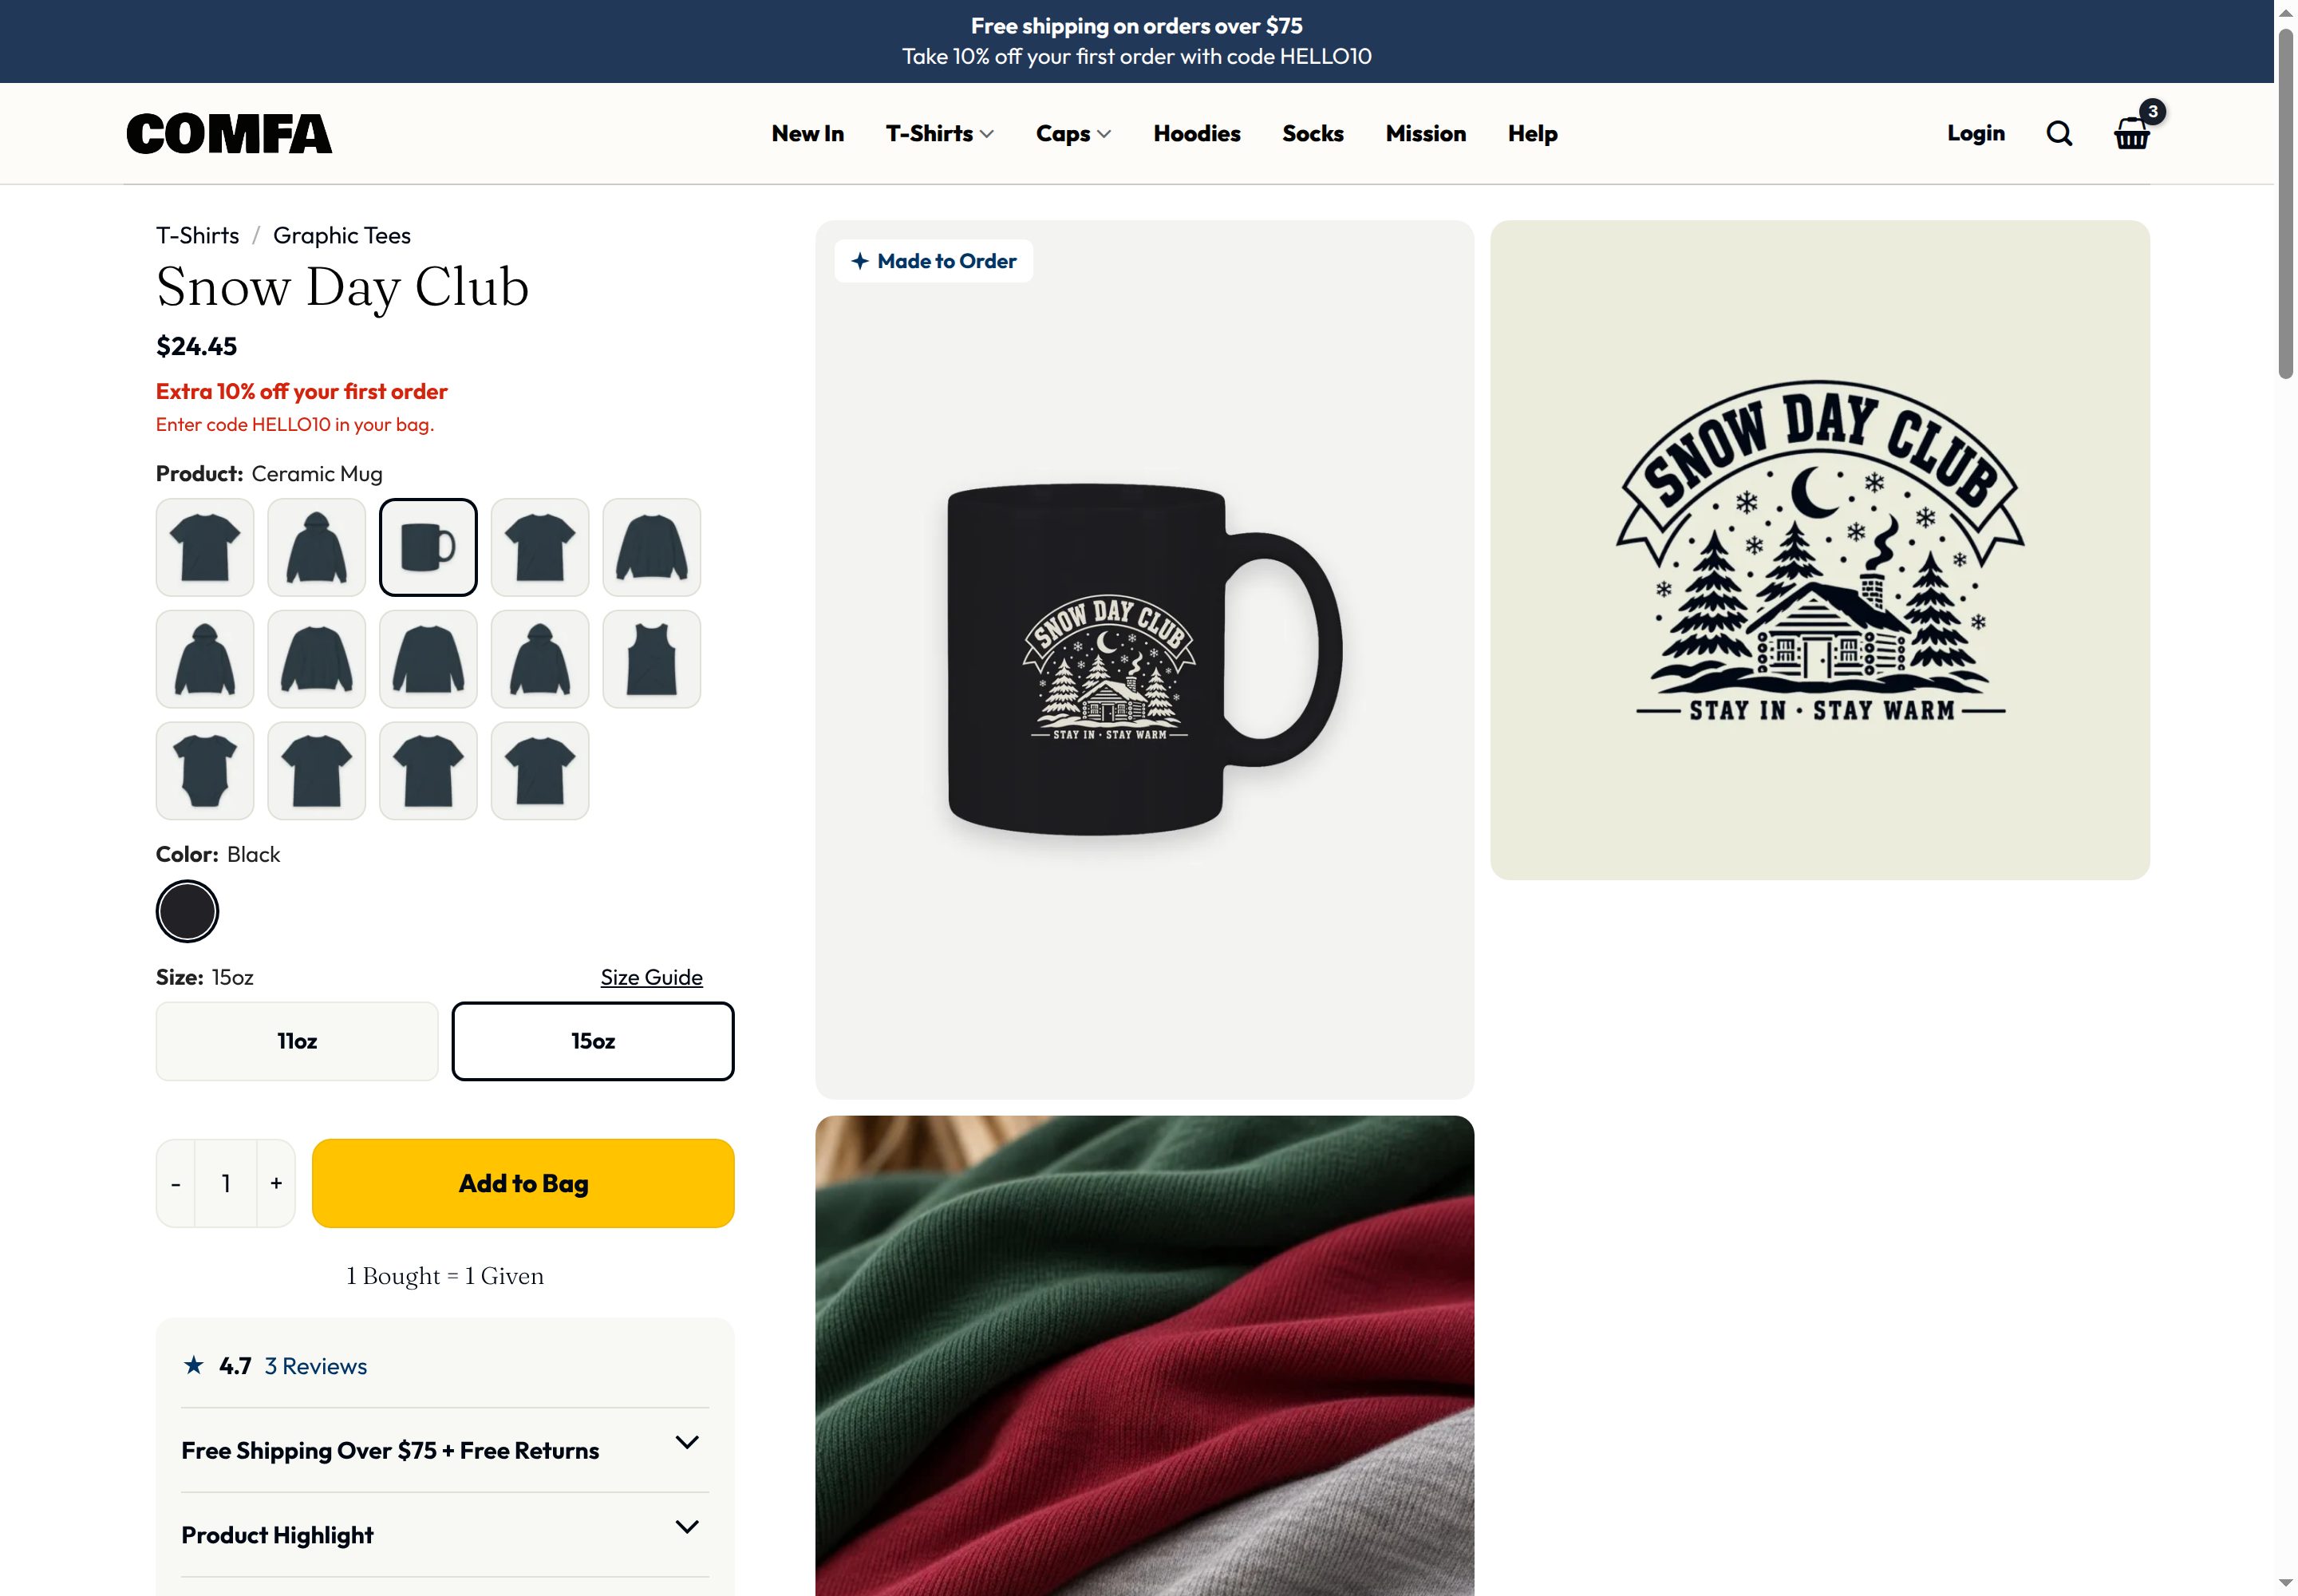 Free shipping on orders over $75
Take 10% off your first order with code HELLO10
COMFA
New In
T-Shirts
Caps
Hoodies
Socks
Mission
Help
Login
3
T-Shirts / Graphic Tees
Snow Day Club
$24.45
Extra 10% off your first order
Enter code HELLO10 in your bag.
Product: Ceramic Mug
Color: Black
Size: 15oz
Size Guide
11oz
15oz
- 1 +
Add to Bag
1 Bought = 1 Given
4.7 3 Reviews
Free Shipping Over $75 + Free Returns
Product Highlight
Made to Order
SNOW DAY CLUB
STAY IN · STAY WARM
SNOW DAY CLUB
STAY IN · STAY WARM